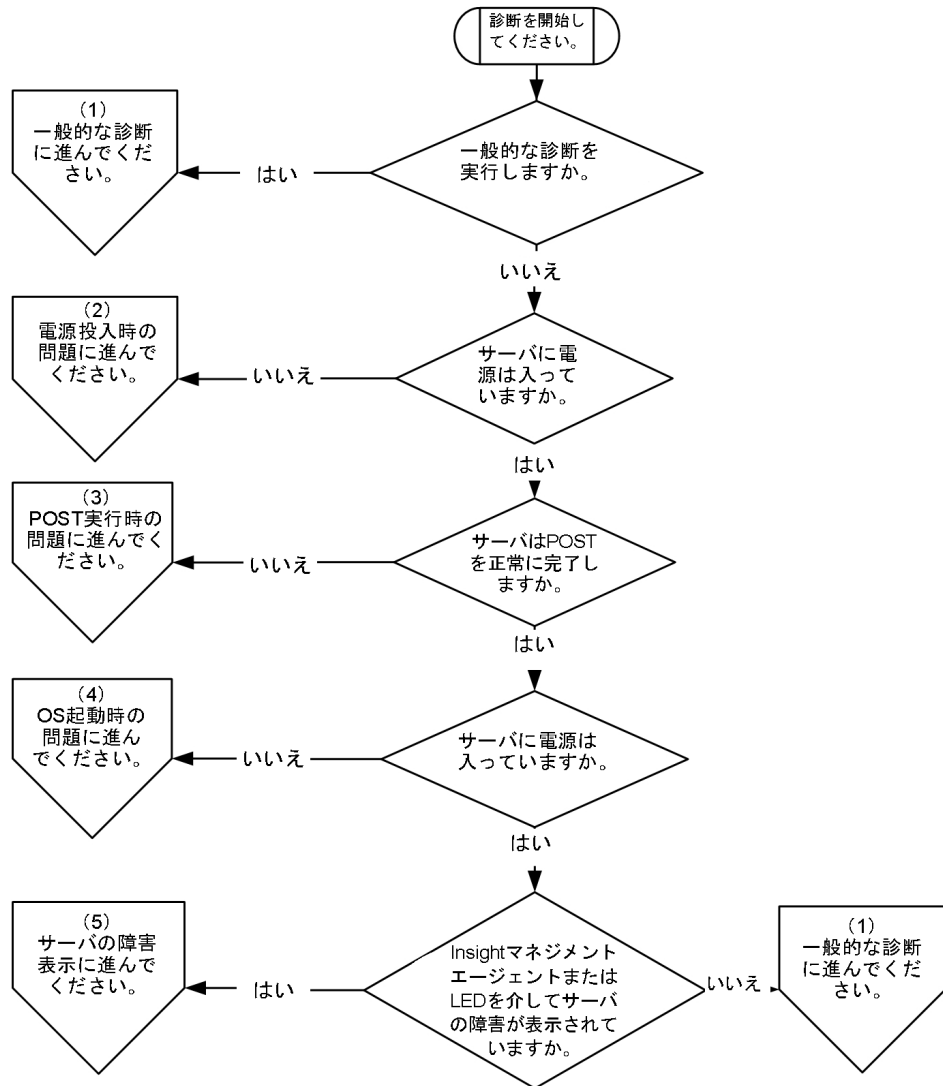 診断を開始し
てください。
(1)
一般的な診断
に進んでくだ
さい。
はい
一般的な診断を
実行しますか。
いいえ
(2)
電源投入時の
問題に進んで
ください。
いいえ
サーバに電
源は入って
いますか。
はい
(3)
POST実行時の
問題に進んでく
ださい。
いいえ
サーバはPOST
を正常に完了し
ますか。
はい
(4)
OS起動時の
問題に進ん
でください。
いいえ
サーバに電源は
入っていますか。
はい
(5)
サーバの障害
表示に進んで
ください。
はい
Insightマネジメント
エージェントまたは
LEDを介してサーバ
の障害が表示されて
いますか。
いいえ
(1)
一般的な診断
に進んでくだ
さい。